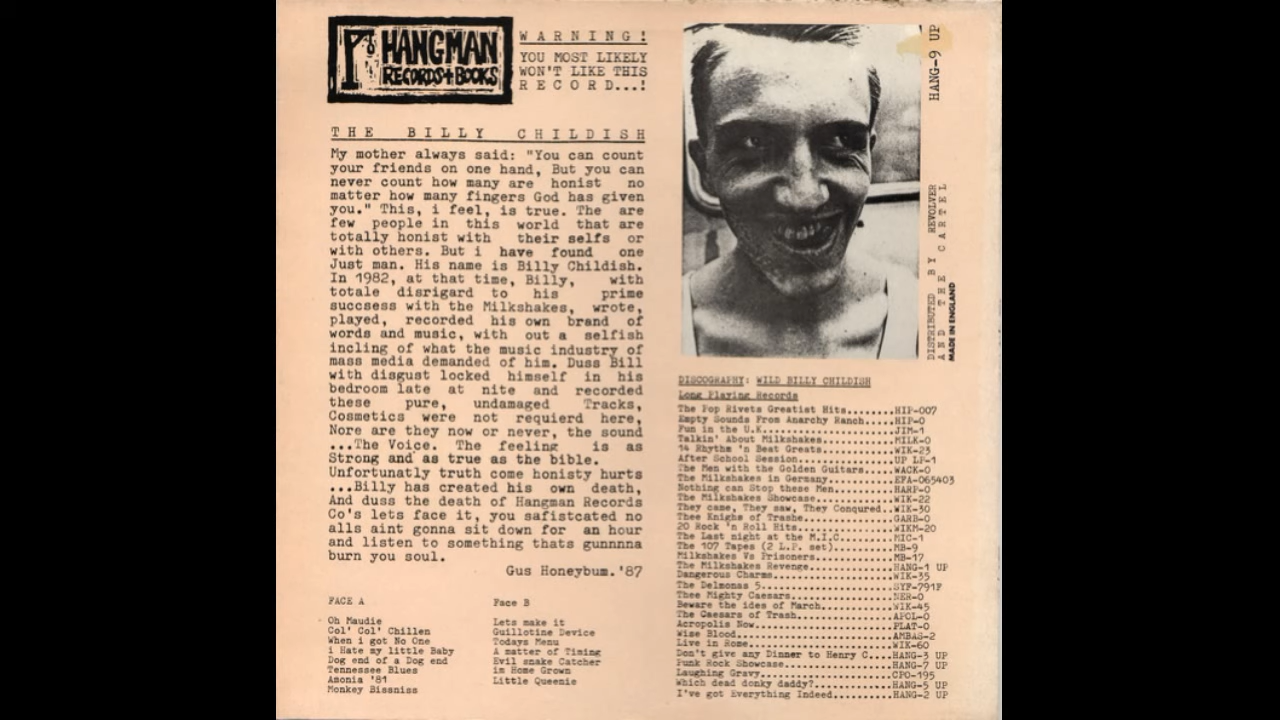 HANGMAN
RECORDS+BOOKS
WARNING!
YOU MOST LIKELY
WON'T LIKE THIS
RECORD...!
THE BILLY CHILDISH
My mother always said: "You can count
your friends on one hand, But you can
never count how many are honist no
matter how many fingers God has given
you." This, i feel, is true. The are
few people in this world that are
totally honist with their selfs or
with others. But i have found one
Just man. His name is Billy Childish.
In 1982, at that time, Billy, with
totale disrigard to his prime
succsess with the Milkshakes, wrote,
played, recorded his own brand of
words and music, with out a selfish
incling of what the music industry of
mass media demanded of him. Duss Bill
with disgust locked himself in his
bedroom late at nite and recorded
these pure, undamaged Tracks,
Cosmetics were not requierd here,
Nore are they now or never, the sound
...The Voice, The feeling is as
Strong and as true as the bible.
Unfortunatly truth come honisty hurts
...Billy has created his own death,
And duss the death of Hangman Records
Co's lets face it, you safistcated no
alls aint gonna sit down for an hour
and listen to something thats gunnnna
burn you soul.
Gus Honeybum.'87
FACE A
Oh Maudie
Col' Col' Chillen
When i got No One
i Hate my little Baby
Dog end of a Dog end
Tennessee Blues
Amonia '81
Monkey Bissniss
Face B
Lets make it
Guillotine Device
Todays Menu
A matter of Timing
Evil snake Catcher
im Home Grown
Little Queenie
HANG-9 UP
DISTRIBUTED BY REVOLVER
AND THE CARTEL
MADE IN ENGLAND
DISCOGRAPHY: WILD BILLY CHILDISH
Long Playing Records
The Pop Rivets Greatist Hits.......HIP-007
Empty Sounds From Anarchy Ranch....HIP-0
Fun in the U.K.....................JIM-1
Talkin' About Milkshakes...........MILK-0
14 Rhythm 'n Beat Greats...........WIK-23
After School Session...............UP LP-1
The Men with the Golden Guitars....WACK-0
The Milkshakes in Germany..........EFA-065403
Nothing can Stop these Men.........HARP-0
The Milkshakes Showcase............WIK-22
They came, They saw, They Conqured..WIK-30
Thee Knighs of Trashe..............GARB-0
20 Rock 'n Roll Hits...............WIKM-20
The Last night at the M.I.C........MIC-1
The 107 Tapes (2 L.P. set).........MB-9
Milkshakes Vs Prisoners............MB-17
The Milkshakes Revenge.............HANG-1 UP
Dangerous Charms...................WIK-35
The Delmonas 5.....................SYF-791F
Thee Mighty Caesars................NER-0
Beware the ides of March...........WIK-45
The Caesars of Trash...............APOL-0
Acropolis Now......................PLAT-0
Wise Blood.........................AMBAS-2
Live in Rome.......................WIK-60
Don't give any Dinner to Henry C...HANG-3 UP
Punk Rock Showcase.................HANG-7 UP
Laughing Gravy.....................CPO-195
Which dead donky daddy?............HANG-5 UP
I've got Everything Indeed.........HANG-2 UP